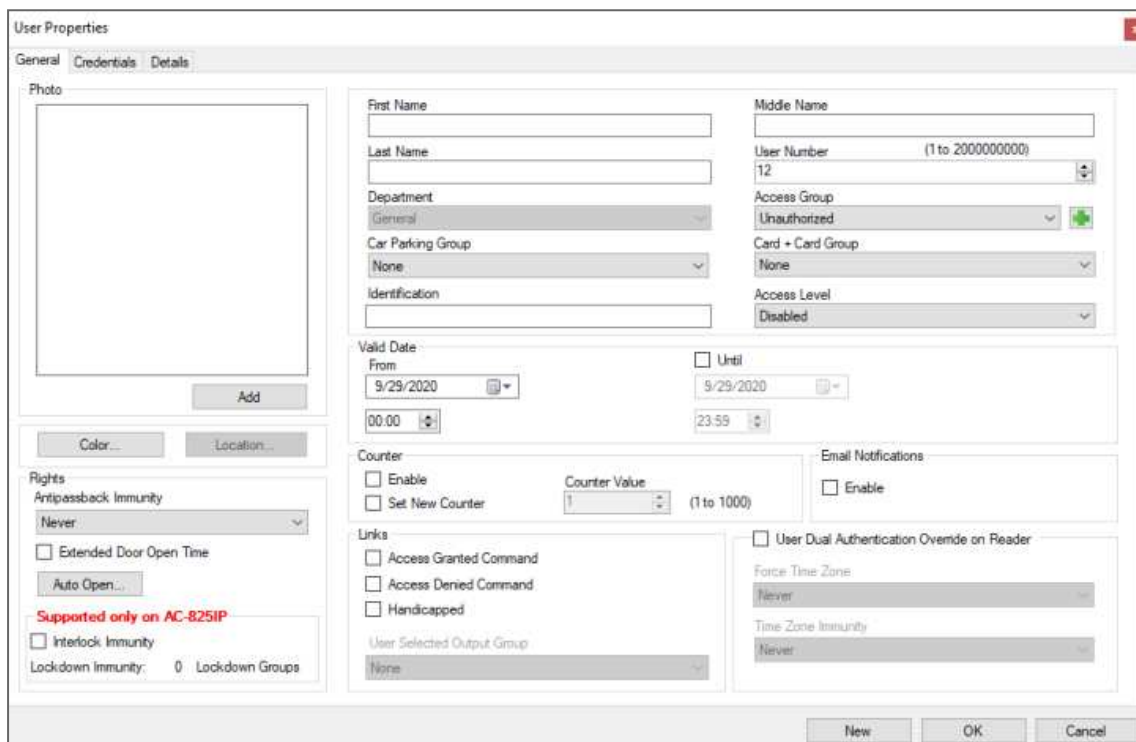 User Properties
General Credentials Details
Photo
Add
Color... Location...
Rights
Antipassback Immunity
Never
Extended Door Open Time
Auto Open...
Supported only on AC-825IP
Interlock Immunity
Lockdown Immunity: 0 Lockdown Groups
First Name
Middle Name
Last Name
User Number (1 to 2000000000)
12
Department
General
Access Group
Unauthorized
Car Parking Group
None
Card + Card Group
None
Identification
Access Level
Disabled
Valid Date
From
9/29/2020
00:00
Until
9/29/2020
23:59
Counter
Enable
Set New Counter
Counter Value
1 (1 to 1000)
Email Notifications
Enable
Links
Access Granted Command
Access Denied Command
Handicapped
User Selected Output Group
None
User Dual Authentication Override on Reader
Force Time Zone
Never
Time Zone Immunity
Never
New OK Cancel